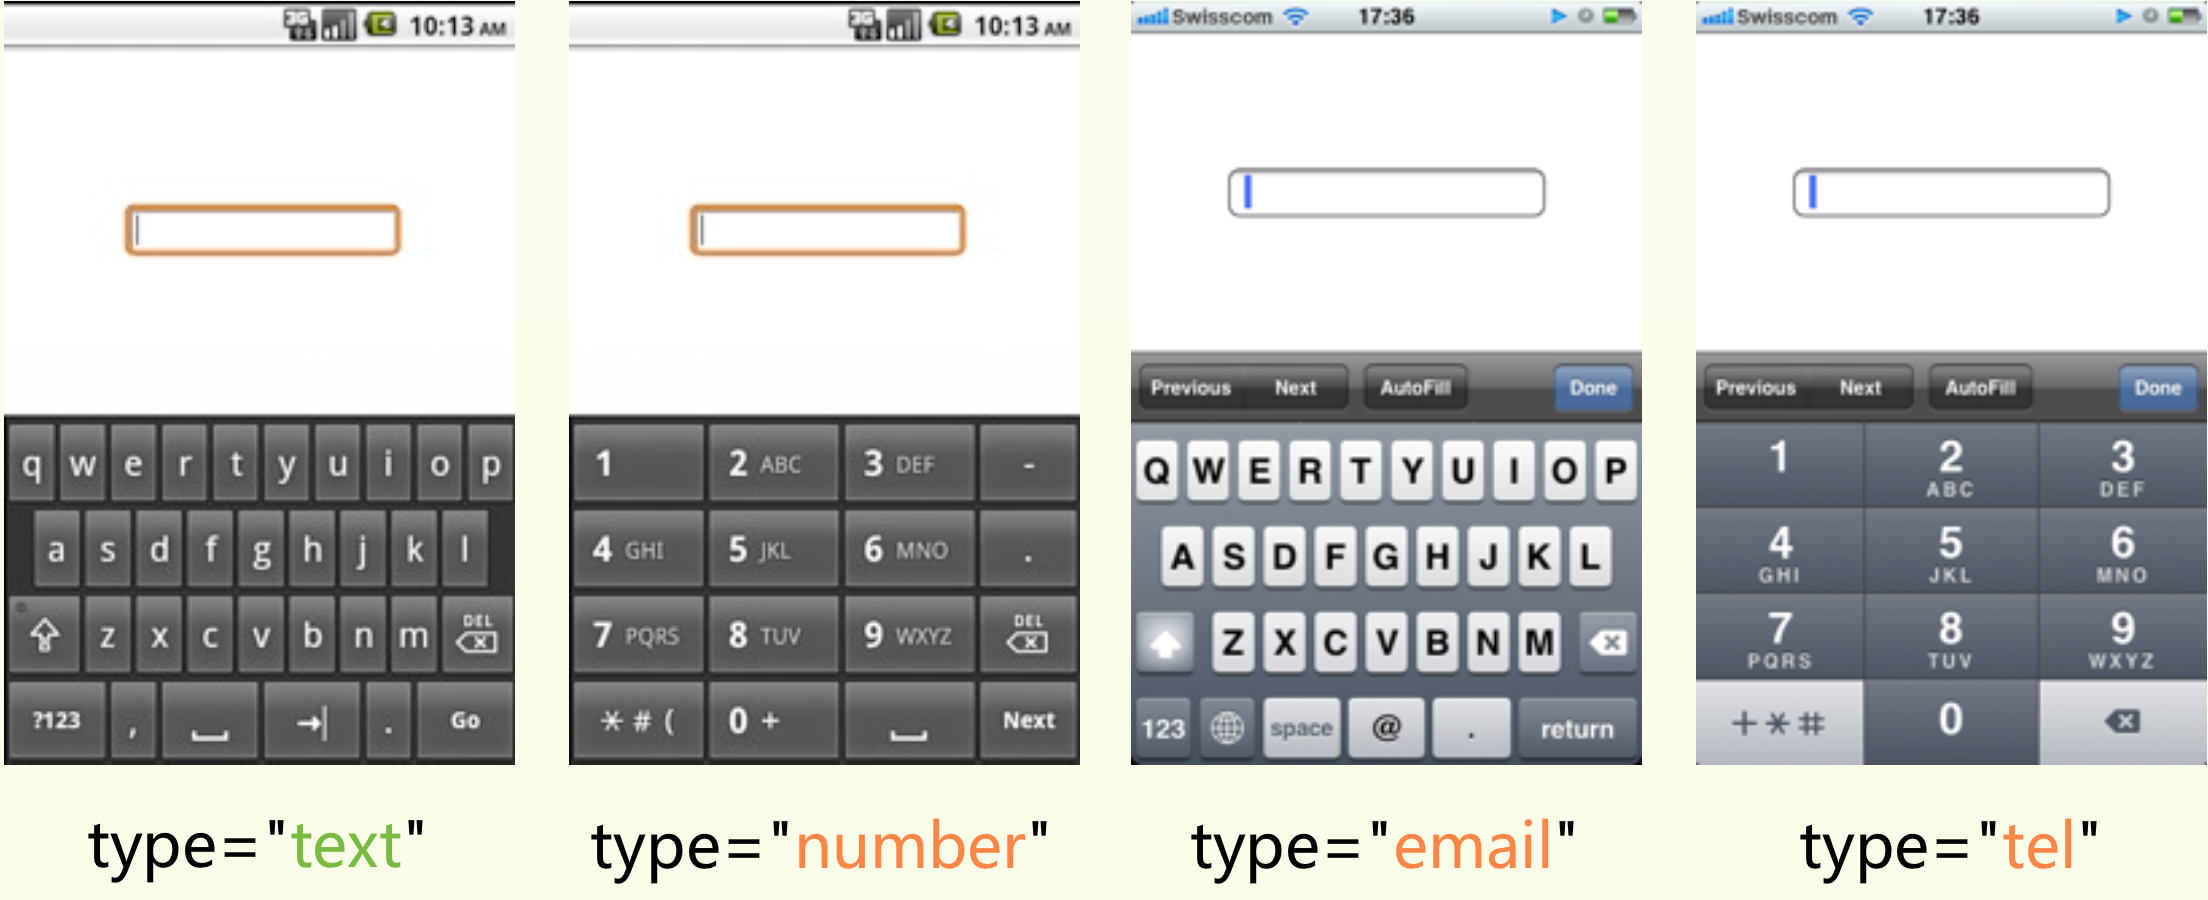 10:13 AM
q w e r t y u i o p
a s d f g h j k l
z x c v b n m DEL
?123 , . Go
type="text"
10:13 AM
1 2 ABC 3 DEF -
4 GHI 5 JKL 6 MNO .
7 PQRS 8 TUV 9 WXYZ DEL
* # ( 0 + Next
type="number"
Swisscom 17:36
Previous Next AutoFill Done
Q W E R T Y U I O P
A S D F G H J K L
Z X C V B N M
123 space @ . return
type="email"
Swisscom 17:36
Previous Next AutoFill Done
1 2 3
ABC DEF
4 5 6
GHI JKL MNO
7 8 9
PQRS TUV WXYZ
+ * # 0
type="tel"